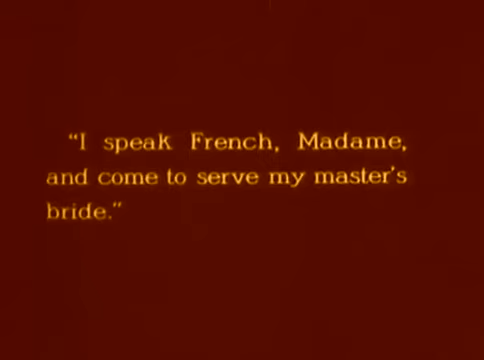 “I speak French, Madame,
and come to serve my master's
bride.”